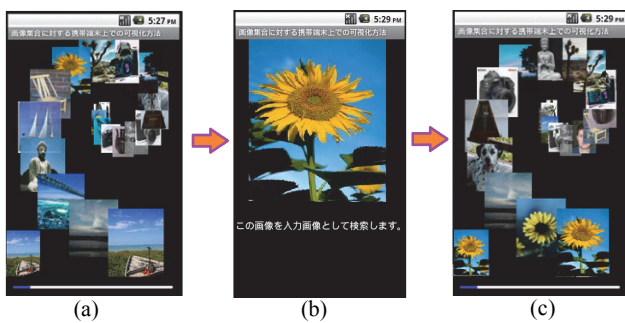 5:27 PM
画像集合に対する携帯端末上での可視化方法
5:29 PM
画像集合に対する携帯端末上での可視化方法
この画像を入力画像として検索します。
5:29 PM
画像集合に対する携帯端末上での可視化方法
(a)
(b)
(c)